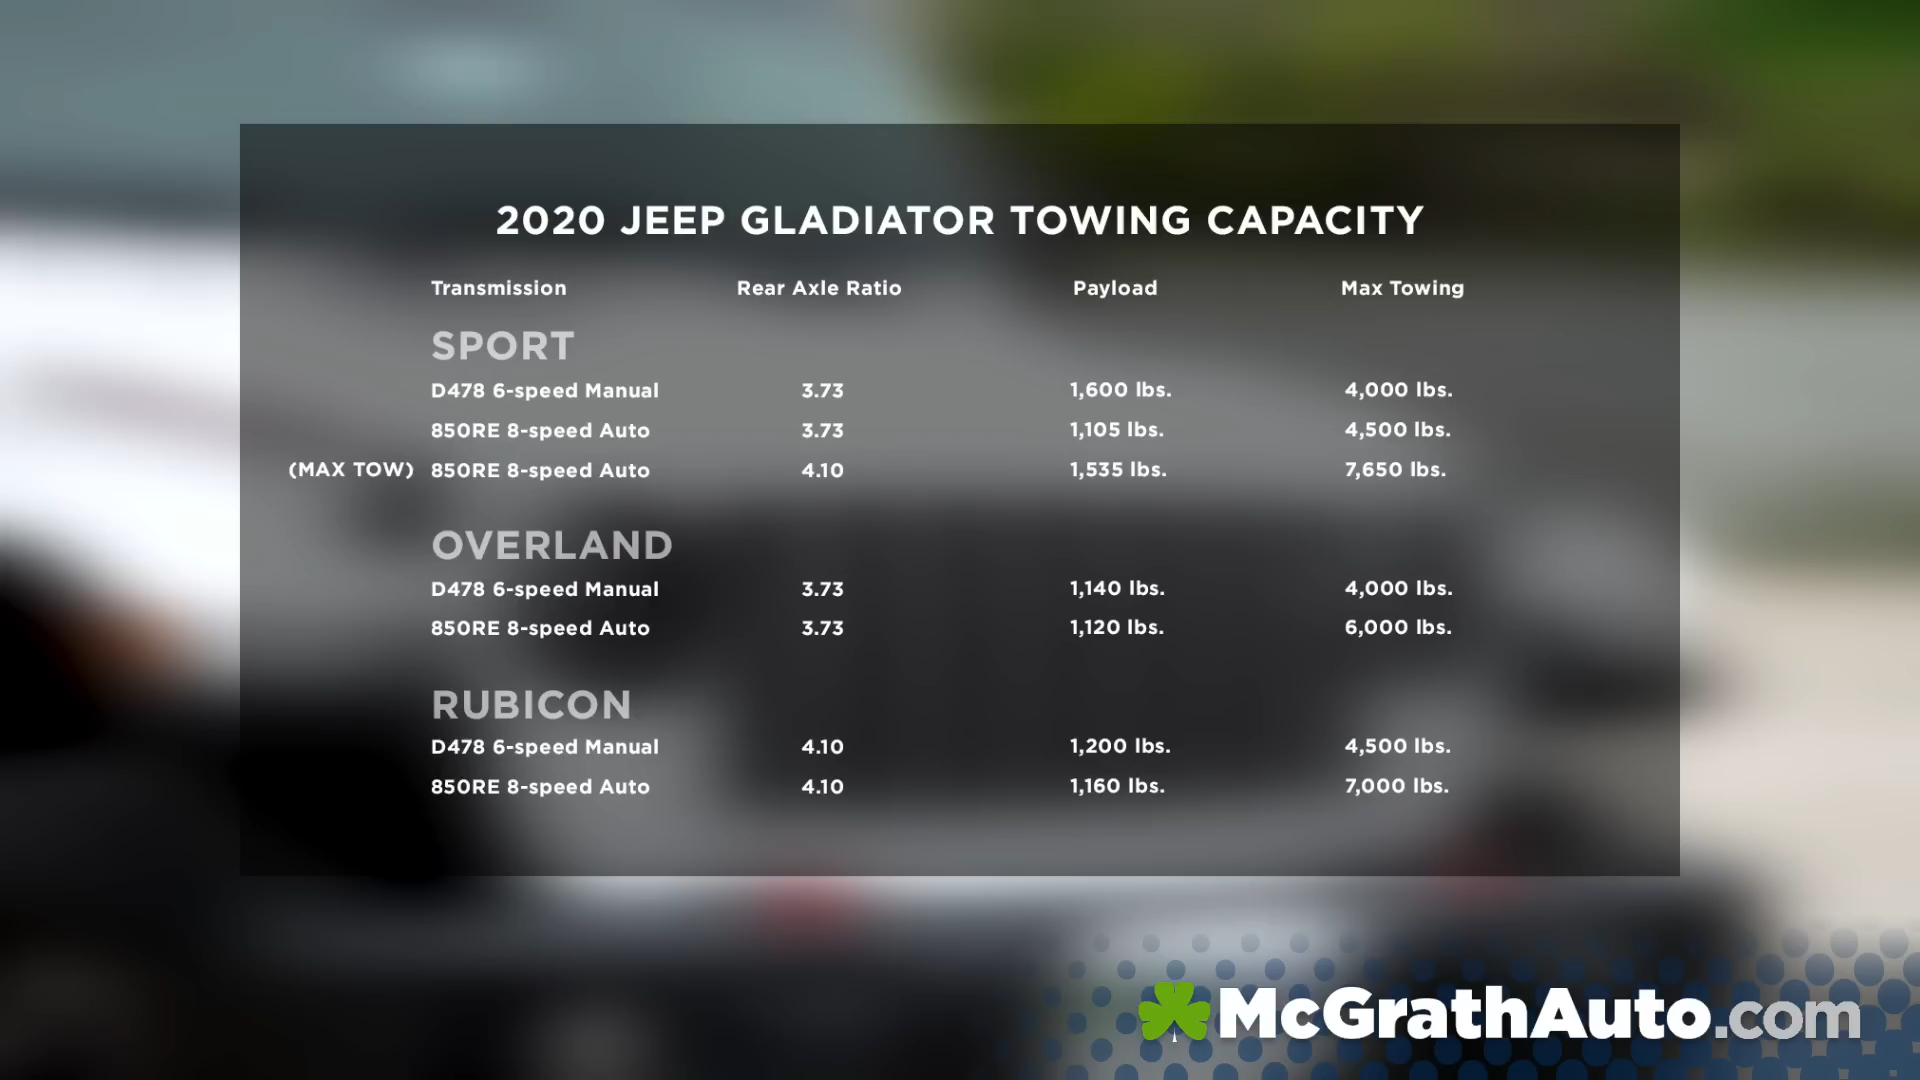 2020 JEEP GLADIATOR TOWING CAPACITY
Transmission Rear Axle Ratio Payload Max Towing
SPORT
D478 6-speed Manual 3.73 1,600 lbs. 4,000 lbs.
850RE 8-speed Auto 3.73 1,105 lbs. 4,500 lbs.
(MAX TOW) 850RE 8-speed Auto 4.10 1,535 lbs. 7,650 lbs.
OVERLAND
D478 6-speed Manual 3.73 1,140 lbs. 4,000 lbs.
850RE 8-speed Auto 3.73 1,120 lbs. 6,000 lbs.
RUBICON
D478 6-speed Manual 4.10 1,200 lbs. 4,500 lbs.
850RE 8-speed Auto 4.10 1,160 lbs. 7,000 lbs.
McGrathAuto.com